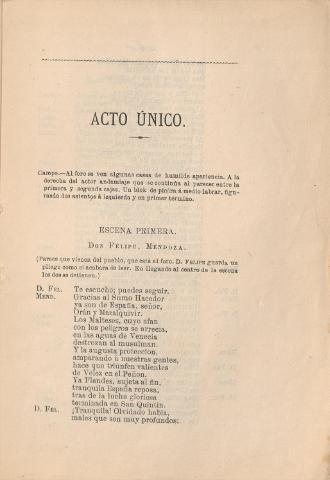 ACTO ÚNICO.
Campo.—Al foro se ven algunas casas de humilde apariencia. A la
derecha del actor andamiaje que se continúa al parecer entre la
primera y segunda cajas. Un block de piedra á medio labrar, figu-
rando dos asientos á izquierda y en primer término.
ESCENA PRIMERA.
DON FELIPE, MENDOZA.
(Parece que vienen del pueblo, que está al foro. D. FELIPE guarda un
pliego como si acabara de leer. En llegando al centro de la escena
los dos se detienen.)
D. FEL. Te escucho; puedes seguir.
MEND. Gracias al Sumo Hacedor
ya son de España, señor,
Orán y Mazalquivir.
Los Malteses, cuyo afan
con los peligros se arrecia,
en las aguas de Venecia
destrozan al musulman.
Y la augusta proteccion,
amparando á nuestras gentes,
hace que triunfen valientes
de Velez en el Peñon.
Ya Flandes, sujeta al fin,
tranquila España reposa,
tras de la lucha gloriosa
terminada en San Quintin.
D. FEL. ¡Tranquila! Olvidado habia,
males que son muy profundos;